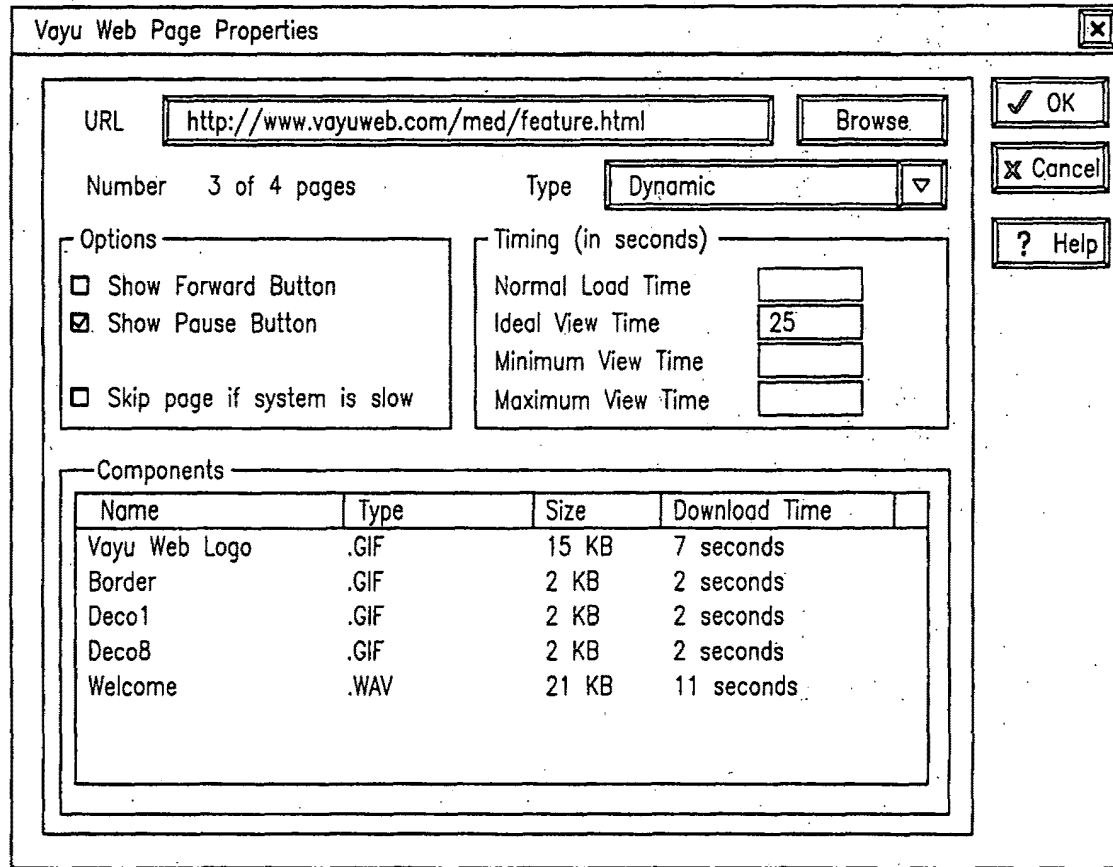 Vayu Web Page Properties
URL http://www.vayuweb.com/med/feature.html Browse
OK
Number 3 of 4 pages Type Dynamic
Cancel
Options
Show Forward Button
Show Pause Button
Skip page if system is slow
Timing (in seconds)
Normal Load Time
Ideal View Time 25
Minimum View Time
Maximum View Time
? Help
Components
Name Type Size Download Time
Vayu Web Logo .GIF 15 KB 7 seconds
Border .GIF 2 KB 2 seconds
Deco1 .GIF 2 KB 2 seconds
Deco8 .GIF 2 KB 2 seconds
Welcome .WAV 21 KB 11 seconds